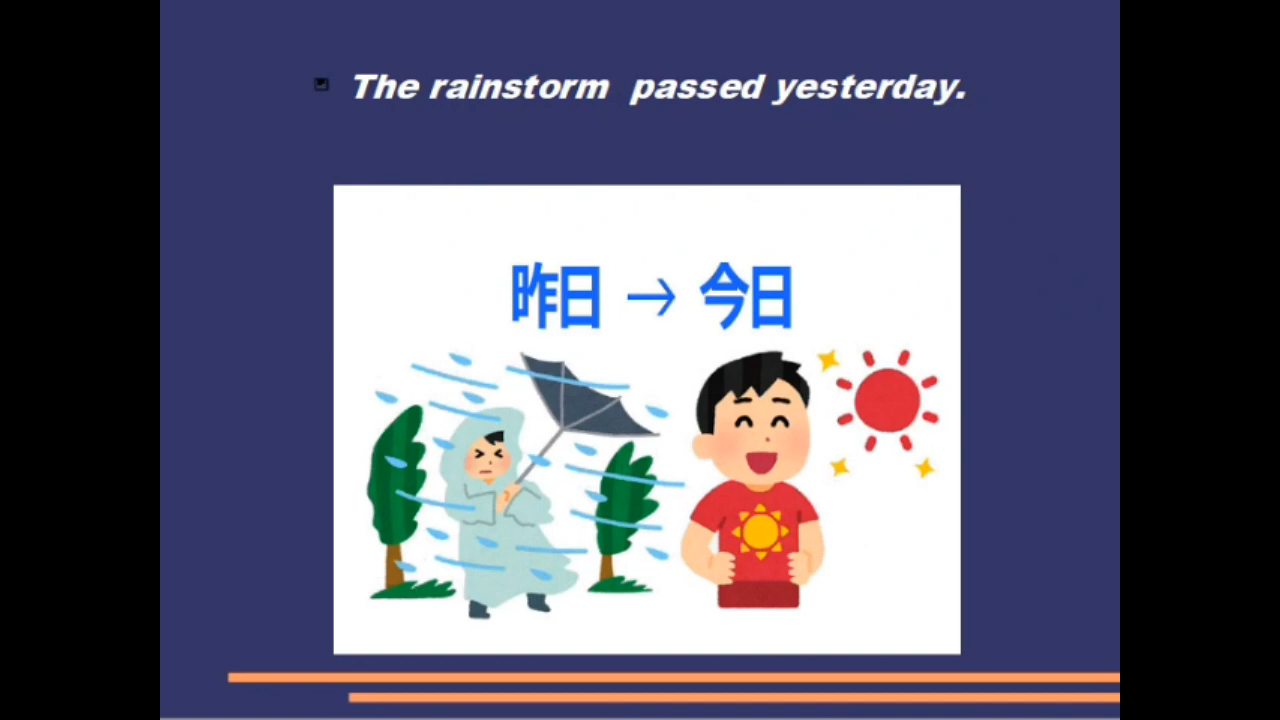 The rainstorm passed yesterday.
昨日 → 今日